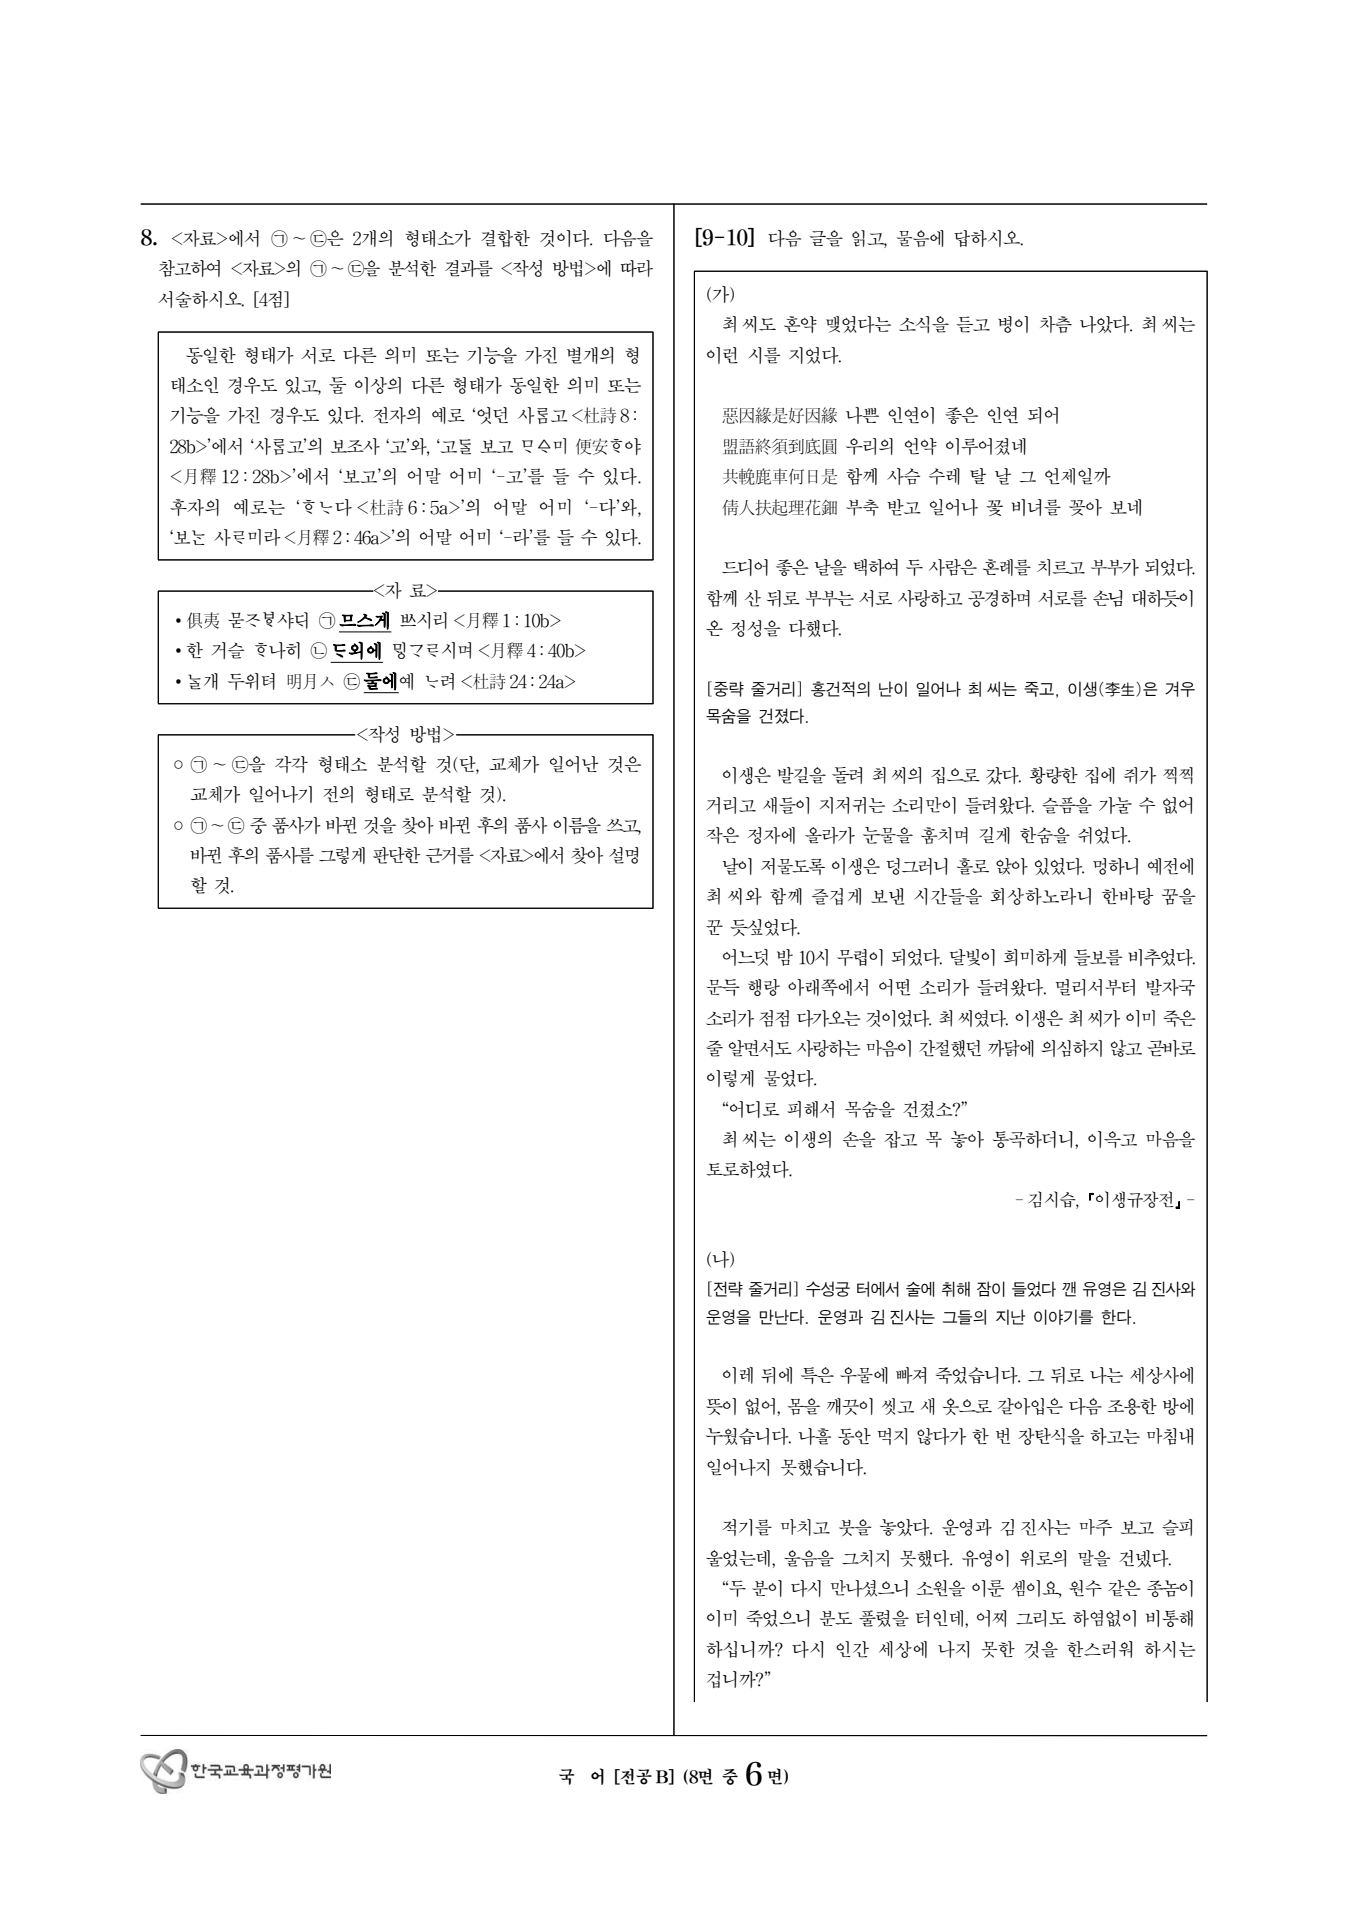 8. <자료>에서 ㉠～㉢은 2개의 형태소가 결합한 것이다. 다음을
참고하여 <자료>의 ㉠～㉢을 분석한 결과를 <작성 방법>에 따라
서술하시오. [4점]
동일한 형태가 서로 다른 의미 또는 기능을 가진 별개의 형
태소인 경우도 있고, 둘 이상의 다른 형태가 동일한 의미 또는
기능을 가진 경우도 있다. 전자의 예로 ‘엇던 사ᄅᆞᆷ고<杜詩 8:
28b>’에서 ‘사ᄅᆞᆷ고’의 보조사 ‘고’와, ‘고ᄌᆞᆯ 보고 ᄆᆞᅀᆞ미 便安ᄒᆞ야
<月釋 12 : 28b>’에서 ‘보고’의 어말 어미 ‘-고’를 들 수 있다.
후자의 예로는 ‘ᄒᆞᄂᆞ다<杜詩 6 : 5a>’의 어말 어미 ‘-다’와,
‘보논 사ᄅᆞ미라<月釋 2 : 46a>’의 어말 어미 ‘-라’를 들 수 있다.
<자 료>
• 俱夷 묻ᄌᆞᄫᆞ샤ᄃᆡ ㉠ 므스게 ᄡᅳ시리<月釋 1 : 10b>
• 한 거슬 ᄒᆞ나히 ㉡ ᄃᆞ외에 ᄆᆡᇰᄀᆞᄅᆞ시며<月釋 4 : 40b>
• ᄂᆞᆯ개 두위텨 明月ㅅ ㉢ 둘에예 ᄂᆞ려<杜詩 24 : 24a>
<작성 방법>
○ ㉠～㉢을 각각 형태소 분석할 것(단, 교체가 일어난 것은
교체가 일어나기 전의 형태로 분석할 것).
○ ㉠～㉢ 중 품사가 바뀐 것을 찾아 바뀐 후의 품사 이름을 쓰고,
바뀐 후의 품사를 그렇게 판단한 근거를 <자료>에서 찾아 설명
할 것.
[9-10] 다음 글을 읽고, 물음에 답하시오.
(가)
최 씨도 혼약 맺었다는 소식을 듣고 병이 차츰 나았다. 최 씨는
이런 시를 지었다.
惡因緣是好因緣 나쁜 인연이 좋은 인연 되어
盟語終須到底圓 우리의 언약 이루어졌네
共輓鹿車何日是 함께 사슴 수레 탈 날 그 언제일까
倩人扶起理花鈿 부축 받고 일어나 꽃 비녀를 꽂아 보네
드디어 좋은 날을 택하여 두 사람은 혼례를 치르고 부부가 되었다.
함께 산 뒤로 부부는 서로 사랑하고 공경하며 서로를 손님 대하듯이
온 정성을 다했다.
[중략 줄거리] 홍건적의 난이 일어나 최 씨는 죽고, 이생(李生)은 겨우
목숨을 건졌다.
이생은 발길을 돌려 최 씨의 집으로 갔다. 황량한 집에 쥐가 찍찍
거리고 새들이 지저귀는 소리만이 들려왔다. 슬픔을 가눌 수 없어
작은 정자에 올라가 눈물을 훔치며 길게 한숨을 쉬었다.
날이 저물도록 이생은 덩그러니 홀로 앉아 있었다. 멍하니 예전에
최 씨와 함께 즐겁게 보낸 시간들을 회상하노라니 한바탕 꿈을
꾼 듯싶었다.
어느덧 밤 10시 무렵이 되었다. 달빛이 희미하게 들보를 비추었다.
문득 행랑 아래쪽에서 어떤 소리가 들려왔다. 멀리서부터 발자국
소리가 점점 다가오는 것이었다. 최 씨였다. 이생은 최 씨가 이미 죽은
줄 알면서도 사랑하는 마음이 간절했던 까닭에 의심하지 않고 곧바로
이렇게 물었다.
“어디로 피해서 목숨을 건졌소?”
최 씨는 이생의 손을 잡고 목 놓아 통곡하더니, 이윽고 마음을
토로하였다.
- 김시습, 『이생규장전』 -
(나)
[전략 줄거리] 수성궁 터에서 술에 취해 잠이 들었다 깬 유영은 김 진사와
운영을 만난다. 운영과 김 진사는 그들의 지난 이야기를 한다.
이레 뒤에 특은 우물에 빠져 죽었습니다. 그 뒤로 나는 세상사에
뜻이 없어, 몸을 깨끗이 씻고 새 옷으로 갈아입은 다음 조용한 방에
누웠습니다. 나흘 동안 먹지 않다가 한 번 장탄식을 하고는 마침내
일어나지 못했습니다.
적기를 마치고 붓을 놓았다. 운영과 김 진사는 마주 보고 슬피
울었는데, 울음을 그치지 못했다. 유영이 위로의 말을 건넸다.
“두 분이 다시 만나셨으니 소원을 이룬 셈이요, 원수 같은 종놈이
이미 죽었으니 분도 풀렸을 터인데, 어찌 그리도 하염없이 비통해
하십니까? 다시 인간 세상에 나지 못한 것을 한스러워 하시는
겁니까?”
한국교육과정평가원
국 어 [전공 B] (8면 중 6 면)